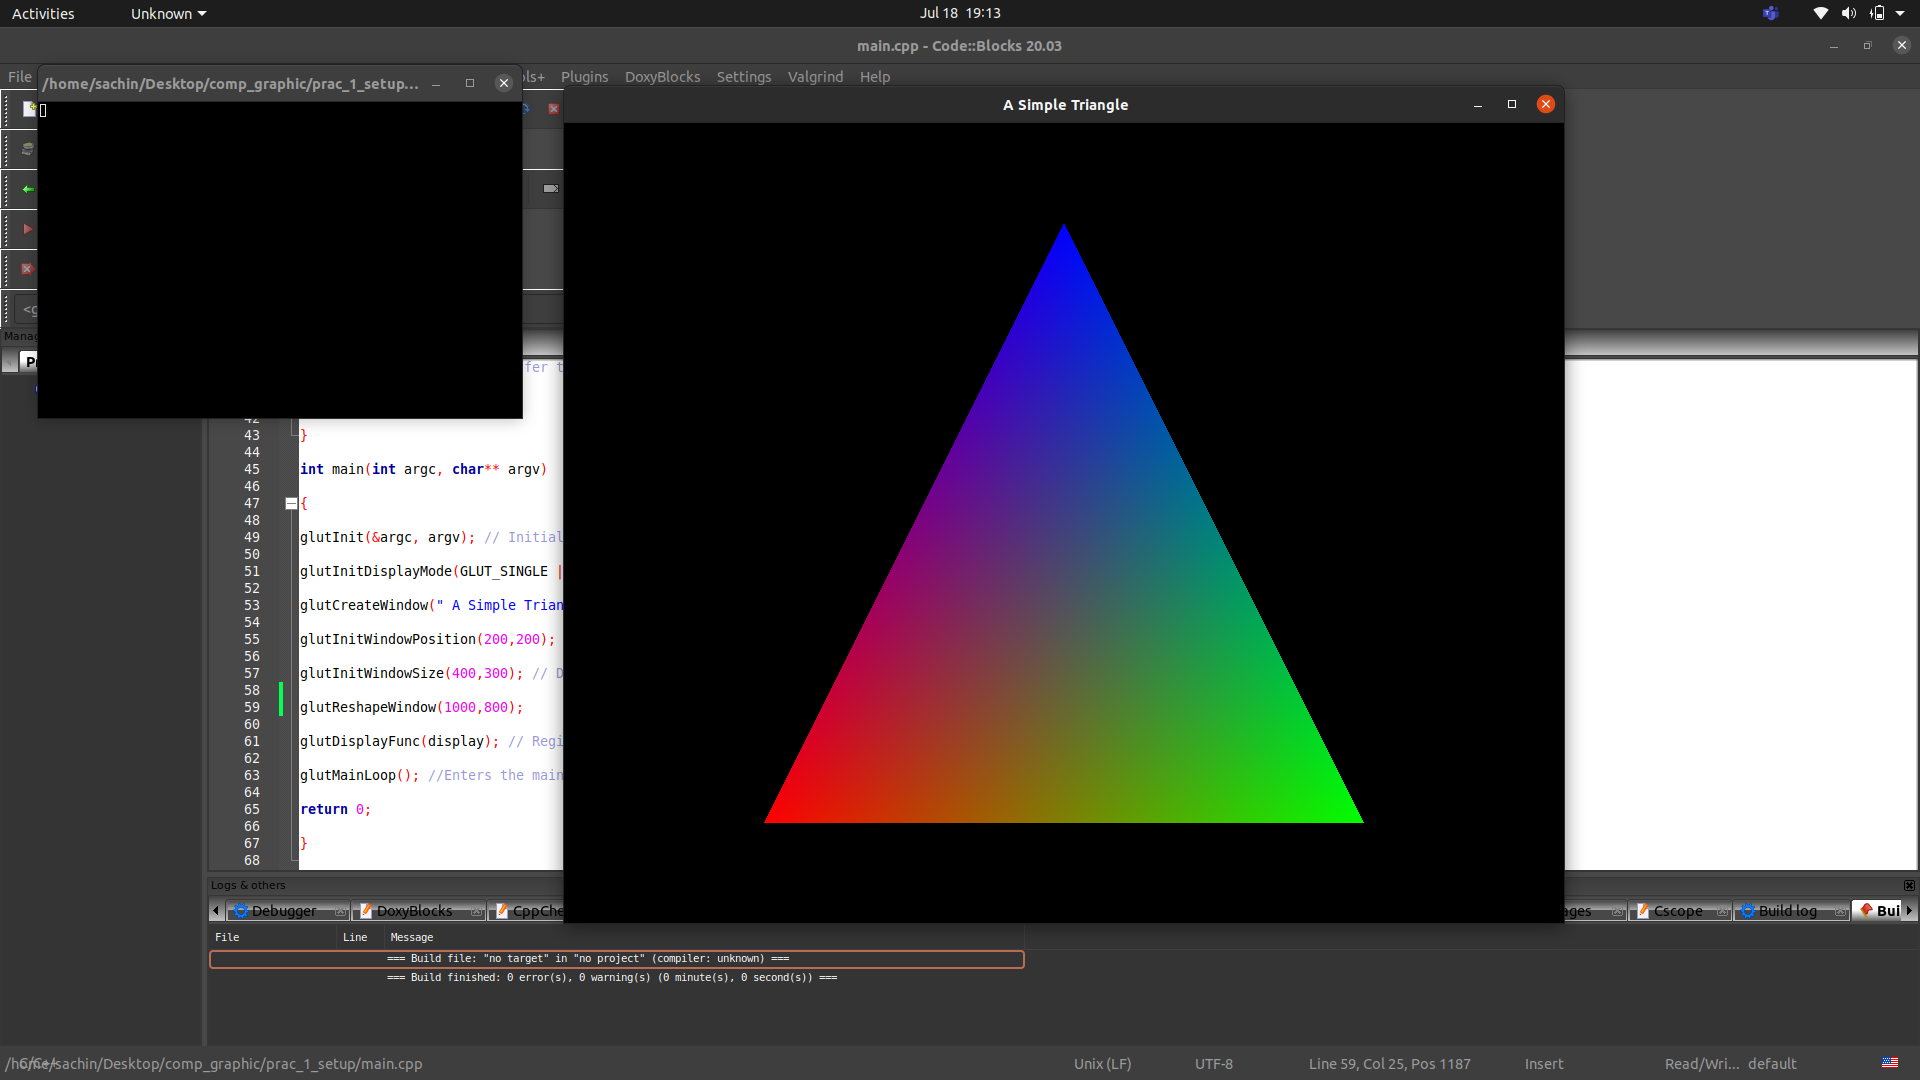 Activities
Unknown
Jul 18 19:13
main.cpp - Code::Blocks 20.03
File
Plugins DoxyBlocks Settings Valgrind Help
/home/sachin/Desktop/comp_graphic/prac_1_setup...
A Simple Triangle
42
43 }
44
45 int main(int argc, char** argv)
46
47 {
48
49 glutInit(&argc, argv); // Initial
50
51 glutInitDisplayMode(GLUT_SINGLE |
52
53 glutCreateWindow(" A Simple Trian
54
55 glutInitWindowPosition(200,200);
56
57 glutInitWindowSize(400,300); // D
58
59 glutReshapeWindow(1000,800);
60
61 glutDisplayFunc(display); // Regi
62
63 glutMainLoop(); //Enters the main
64
65 return 0;
66
67 }
68
Logs & others
Debugger DoxyBlocks CppChe ages Cscope Build log Bui
File Line Message
=== Build file: "no target" in "no project" (compiler: unknown) ===
=== Build finished: 0 error(s), 0 warning(s) (0 minute(s), 0 second(s)) ===
/home/sachin/Desktop/comp_graphic/prac_1_setup/main.cpp
C/C++
Unix (LF) UTF-8 Line 59, Col 25, Pos 1187 Insert Read/Wri... default